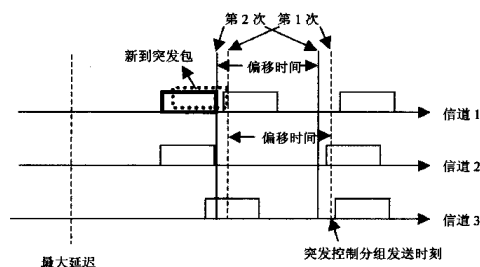 第2次 第1次
新到突发包
偏移时间
信道1
偏移时间
信道2
信道3
最大延迟
突发控制分组发送时刻